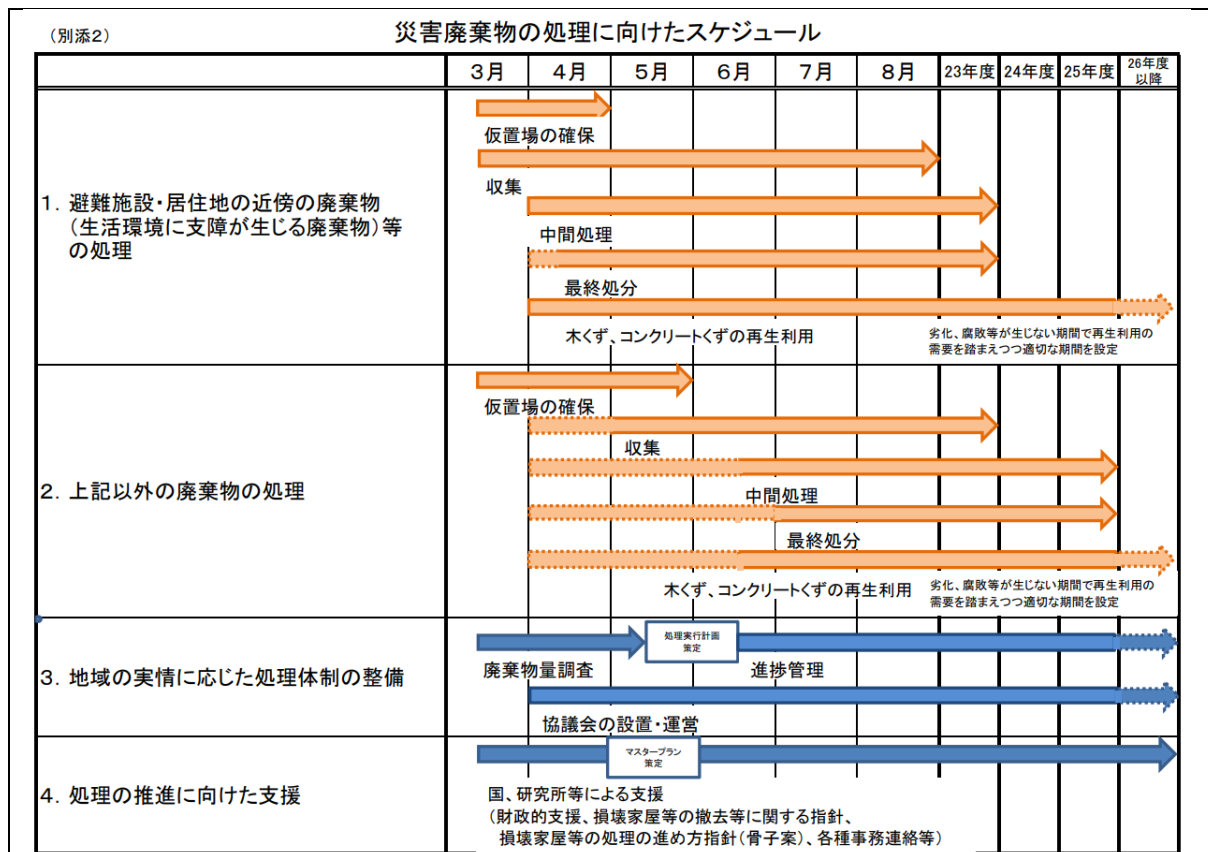 （別添２）
災害廃棄物の処理に向けたスケジュール
３月 ４月 ５月 ６月 ７月 ８月 23年度 24年度 25年度 26年度
以降
１．避難施設・居住地の近傍の廃棄物
（生活環境に支障が生じる廃棄物）等
の処理
仮置場の確保
収集
中間処理
最終処分
木くず、コンクリートくずの再生利用
劣化、腐敗等が生じない期間で再生利用の
需要を踏まえつつ適切な期間を設定
２．上記以外の廃棄物の処理
仮置場の確保
収集
中間処理
最終処分
木くず、コンクリートくずの再生利用
劣化、腐敗等が生じない期間で再生利用の
需要を踏まえつつ適切な期間を設定
３．地域の実情に応じた処理体制の整備
処理実行計画
策定
廃棄物量調査
進捗管理
協議会の設置・運営
４．処理の推進に向けた支援
マスタープラン
策定
国、研究所等による支援
（財政的支援、損壊家屋等の撤去等に関する指針、
損壊家屋等の処理の進め方指針（骨子案）、各種事務連絡等）